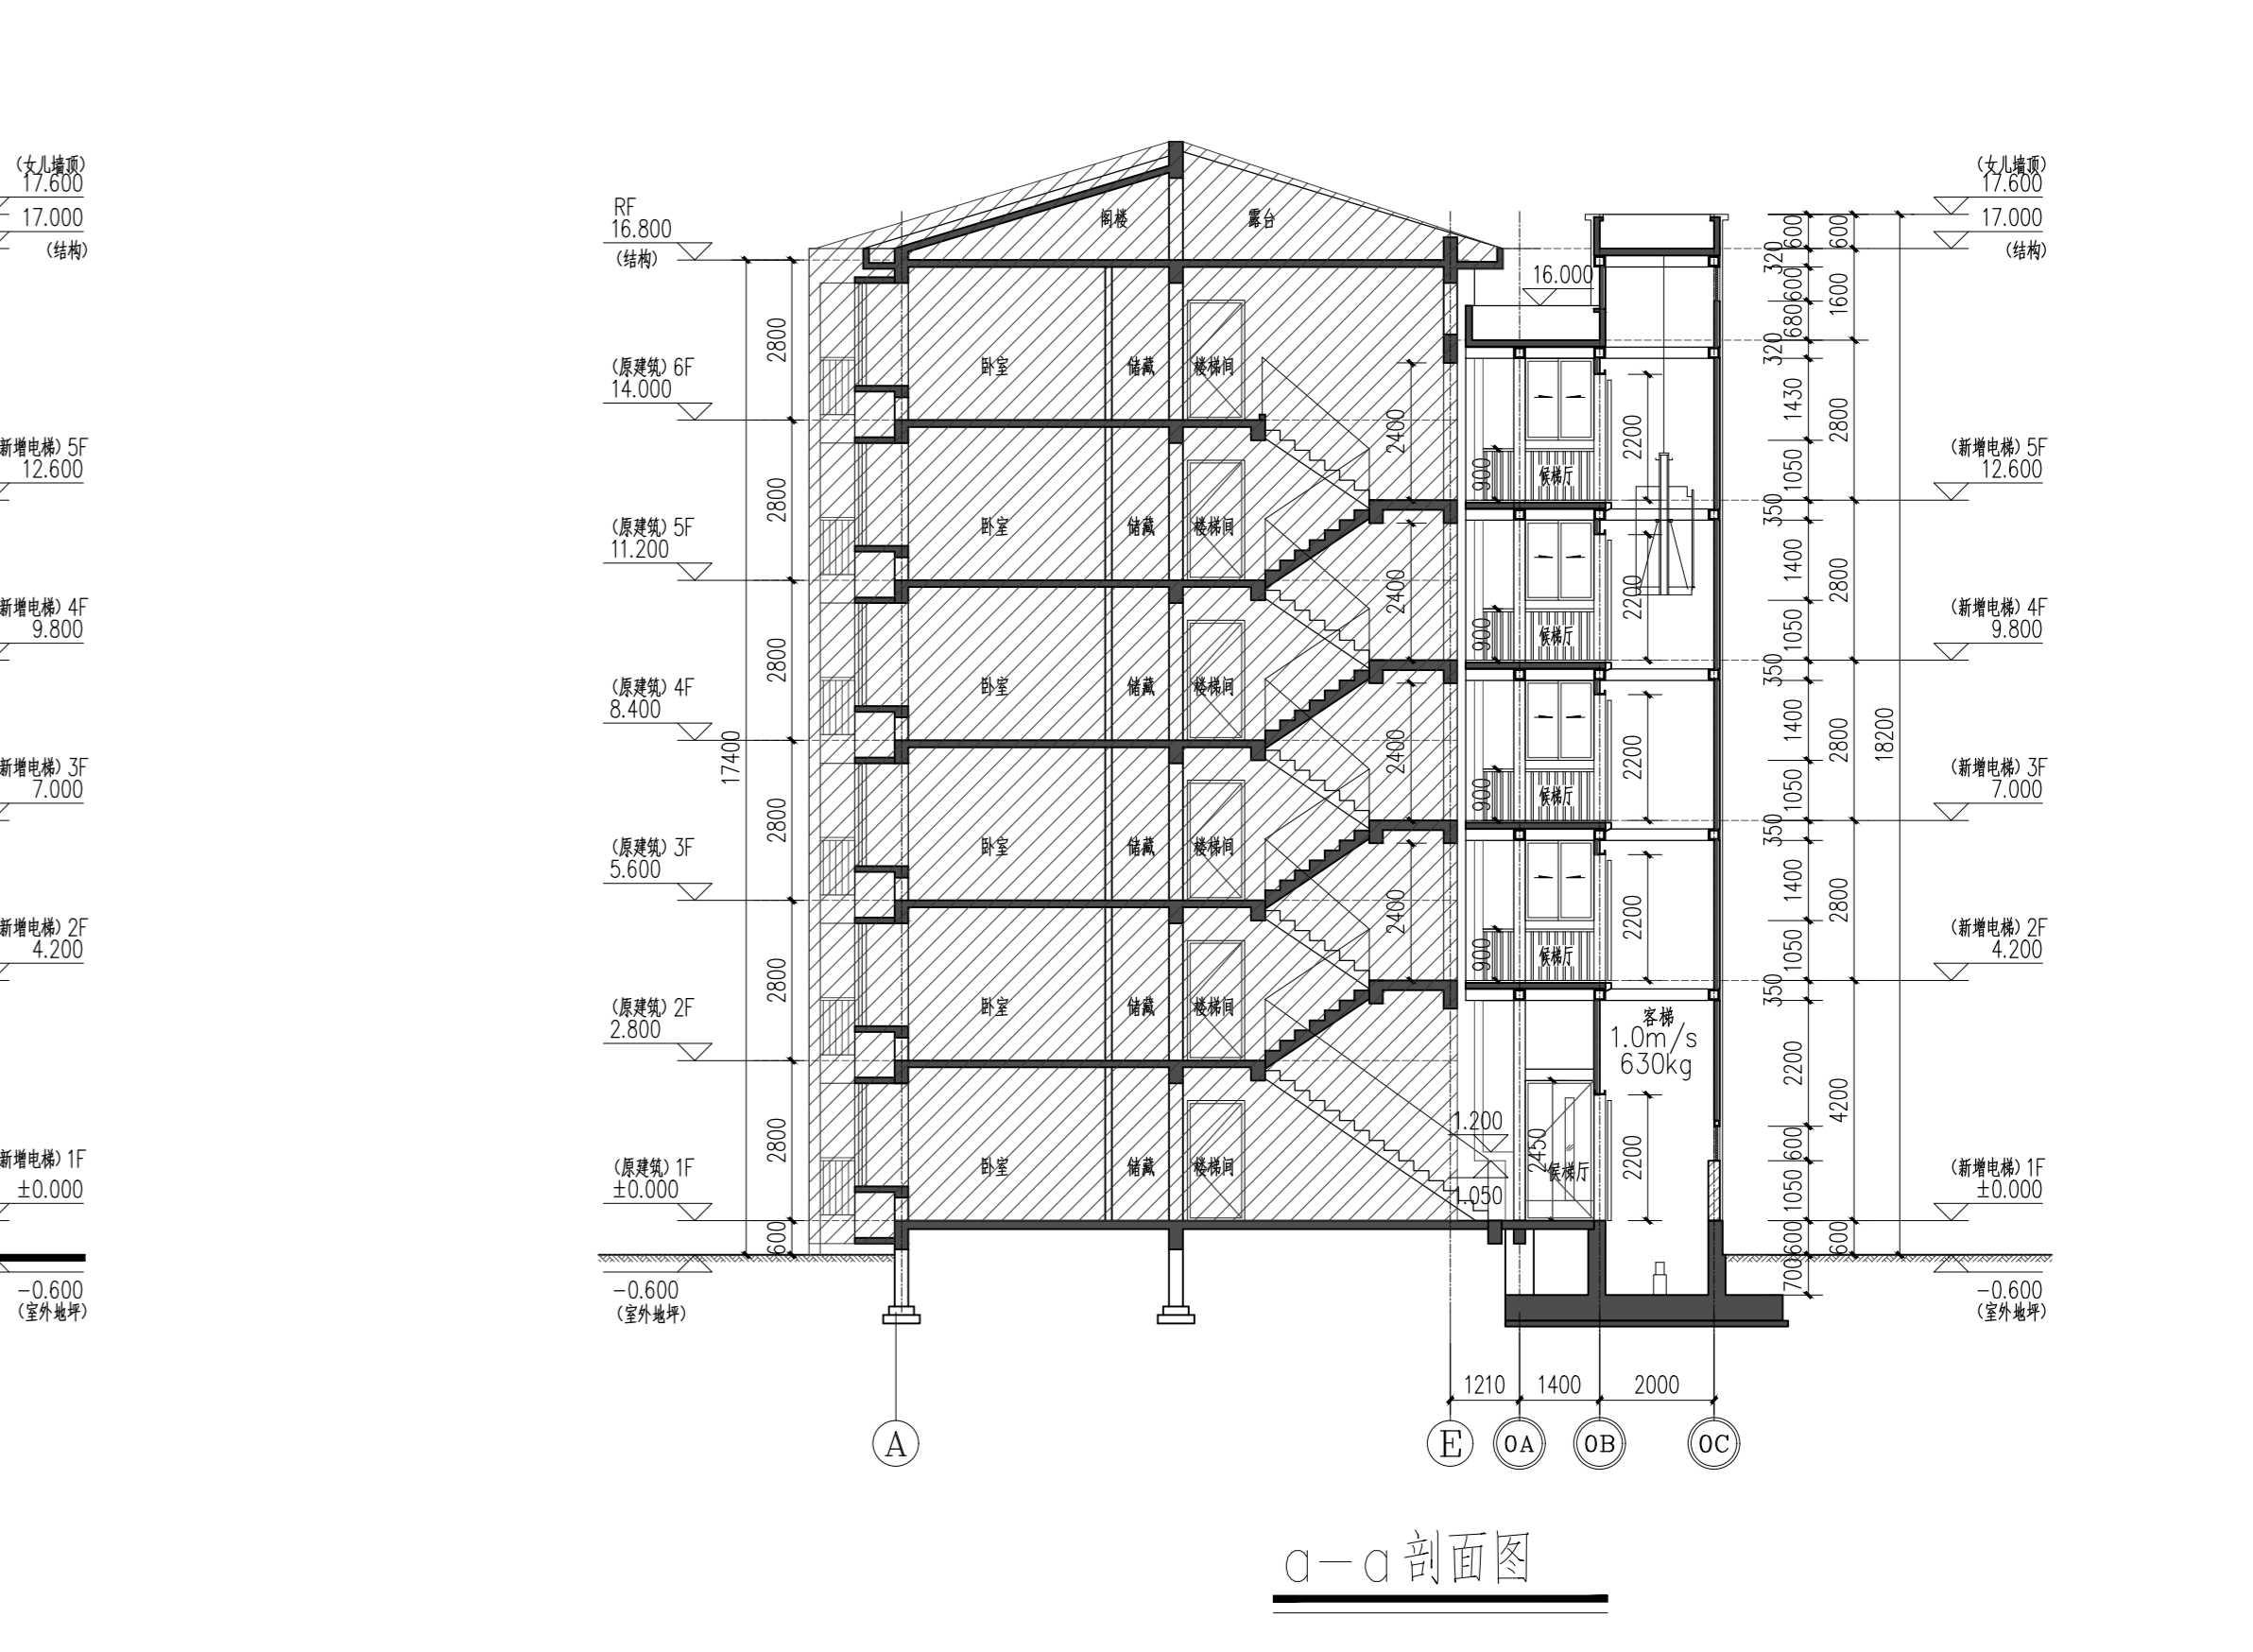 (女儿墙顶)
17.600
17.000
(结构)
新增电梯) 5F
12.600
新增电梯) 4F
9.800
新增电梯) 3F
7.000
新增电梯) 2F
4.200
新增电梯) 1F
±0.000
-0.600
(室外地坪)
RF
16.800
(结构)
(原建筑) 6F
14.000
(原建筑) 5F
11.200
(原建筑) 4F
8.400
(原建筑) 3F
5.600
(原建筑) 2F
2.800
(原建筑) 1F
±0.000
-0.600
(室外地坪)
17400
2800
2800
2800
2800
2800
2800
600
阁楼
露台
卧室 储藏 楼梯间
卧室 储藏 楼梯间
卧室 储藏 楼梯间
卧室 储藏 楼梯间
卧室 储藏 楼梯间
卧室 储藏 楼梯间
2400
2400
2400
2400
16.000
900 候梯厅 2200
900 候梯厅 2200
900 候梯厅 2200
900 候梯厅 2200
客梯
1.0m/s
630kg
1.200
1.050
2450
候梯厅
2200
320 600 680 320 1430 1050 350 1400 1050 350 1400 1050 350 1400 1050 350 2200 600 1050 600 700
600
600
1600
2800
2800
2800
2800
4200
600
18200
(女儿墙顶)
17.600
17.000
(结构)
(新增电梯) 5F
12.600
(新增电梯) 4F
9.800
(新增电梯) 3F
7.000
(新增电梯) 2F
4.200
(新增电梯) 1F
±0.000
-0.600
(室外地坪)
1210 1400 2000
A E 0A 0B 0C
a-a 剖面图